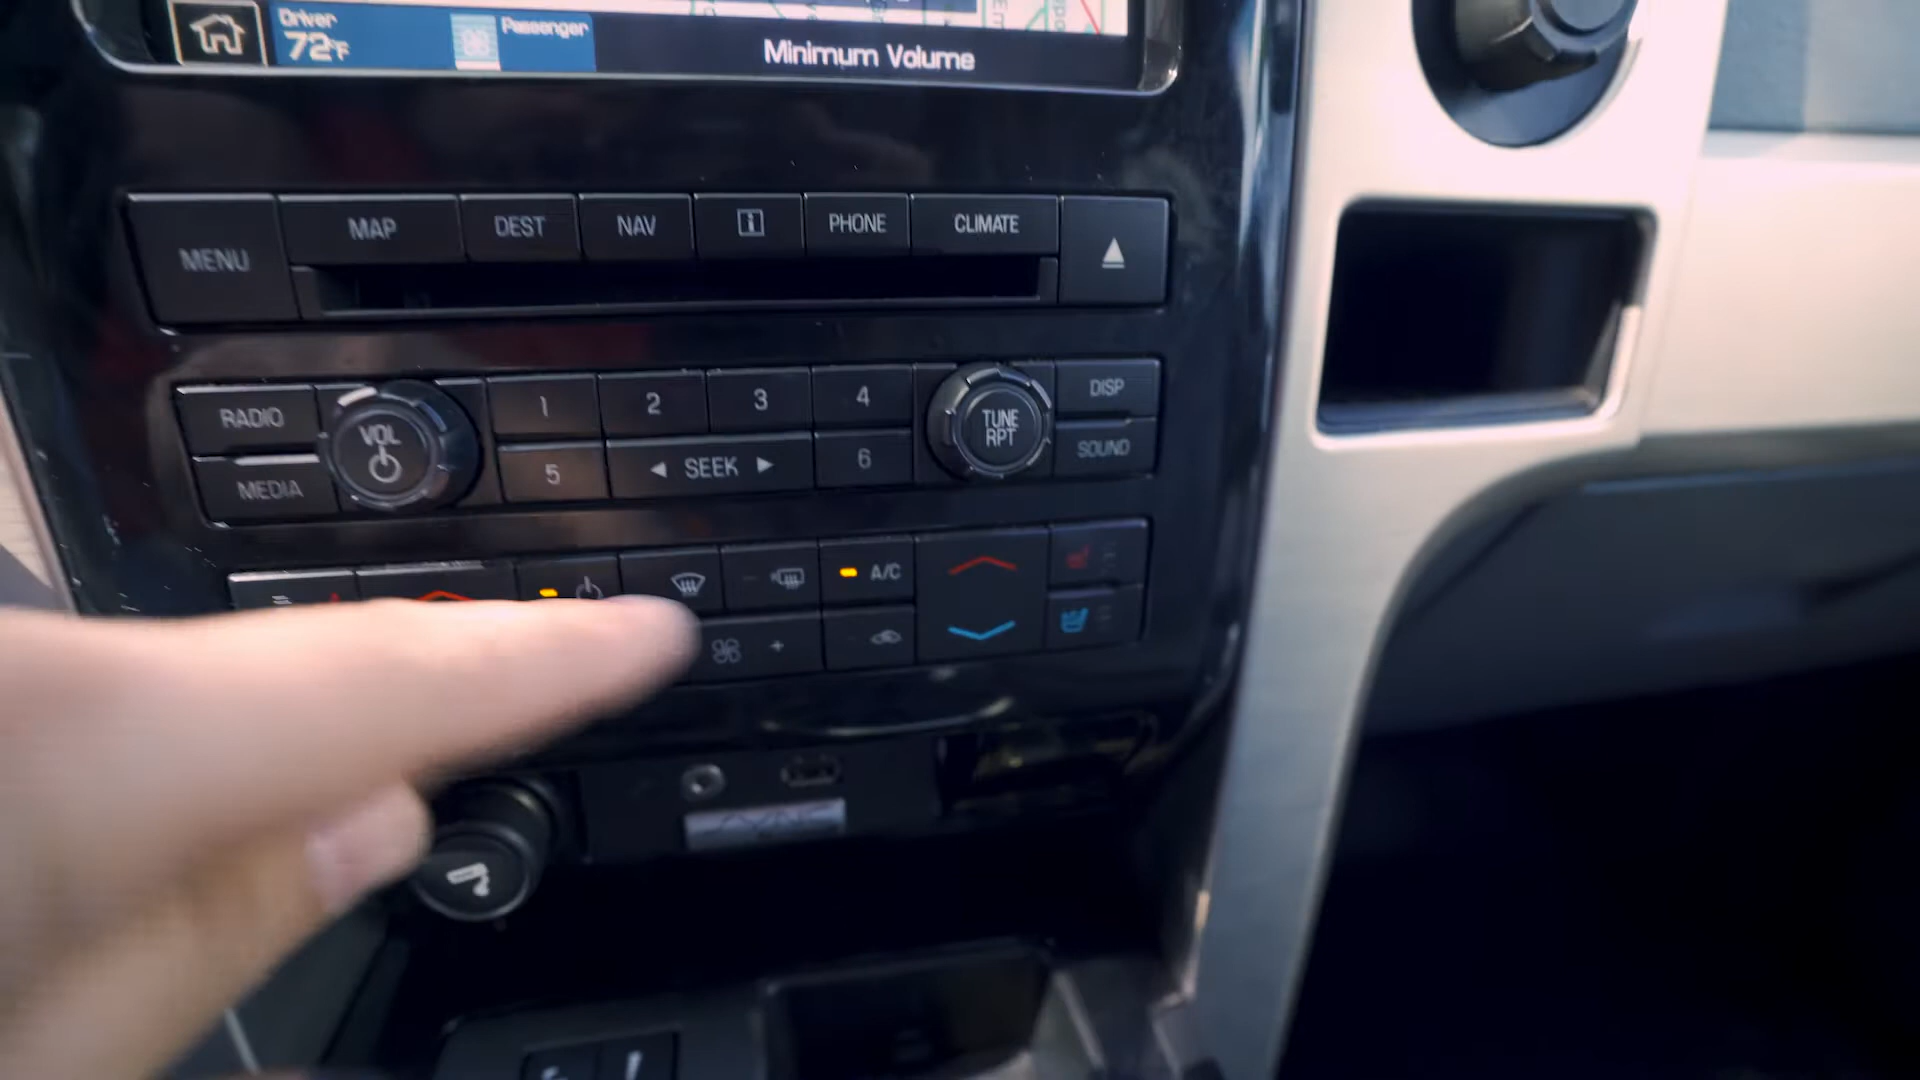 Driver
72°F
Passenger
Minimum Volume
MENU
MAP
DEST
NAV
i
PHONE
CLIMATE
RADIO
VOL
1
2
3
4
TUNE
RPT
DISP
MEDIA
5
SEEK
6
SOUND
A/C
+
SYNC